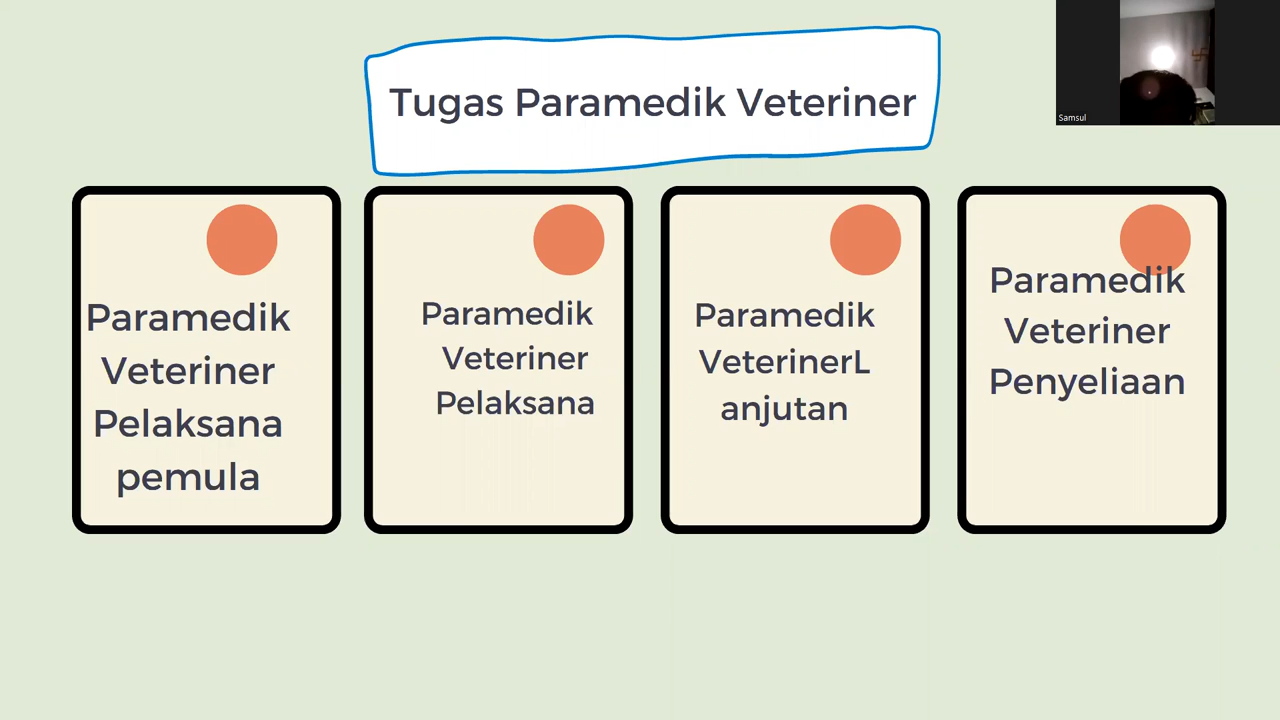 Tugas Paramedik Veteriner
Samsul
Paramedik
Veteriner
Pelaksana
pemula
Paramedik
Veteriner
Pelaksana
Paramedik
VeterinerL
anjutan
Paramedik
Veteriner
Penyeliaan